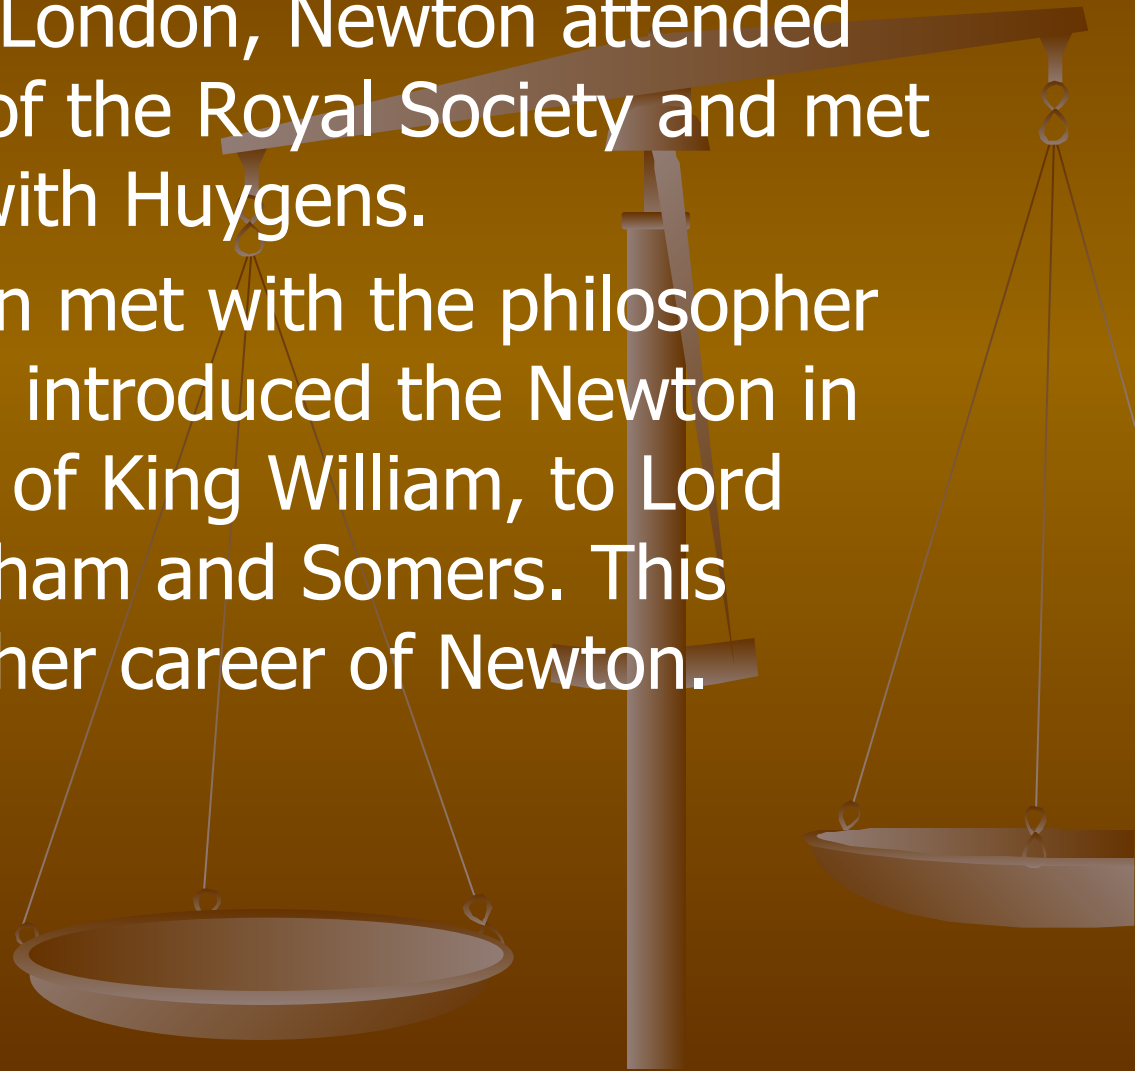 London, Newton attended
of the Royal Society and met
with Huygens.
n met with the philosopher
introduced the Newton in
of King William, to Lord
ham and Somers. This
her career of Newton.